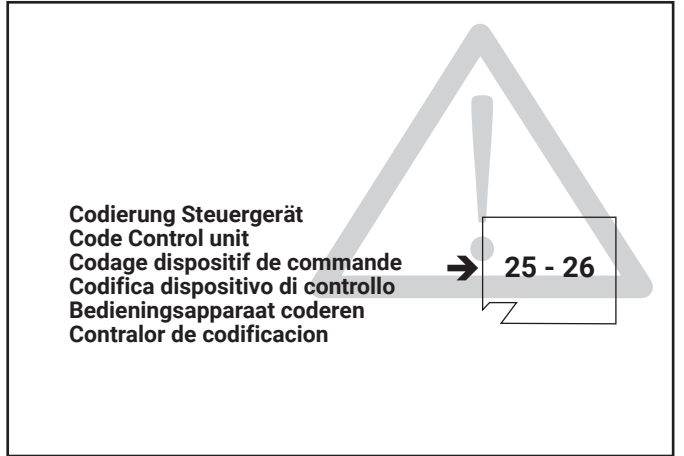 Codierung Steuergerät
Code Control unit
Codage dispositif de commande
Codifica dispositivo di controllo
Bedieningsapparaat coderen
Contralor de codificacion
➔ 25 - 26